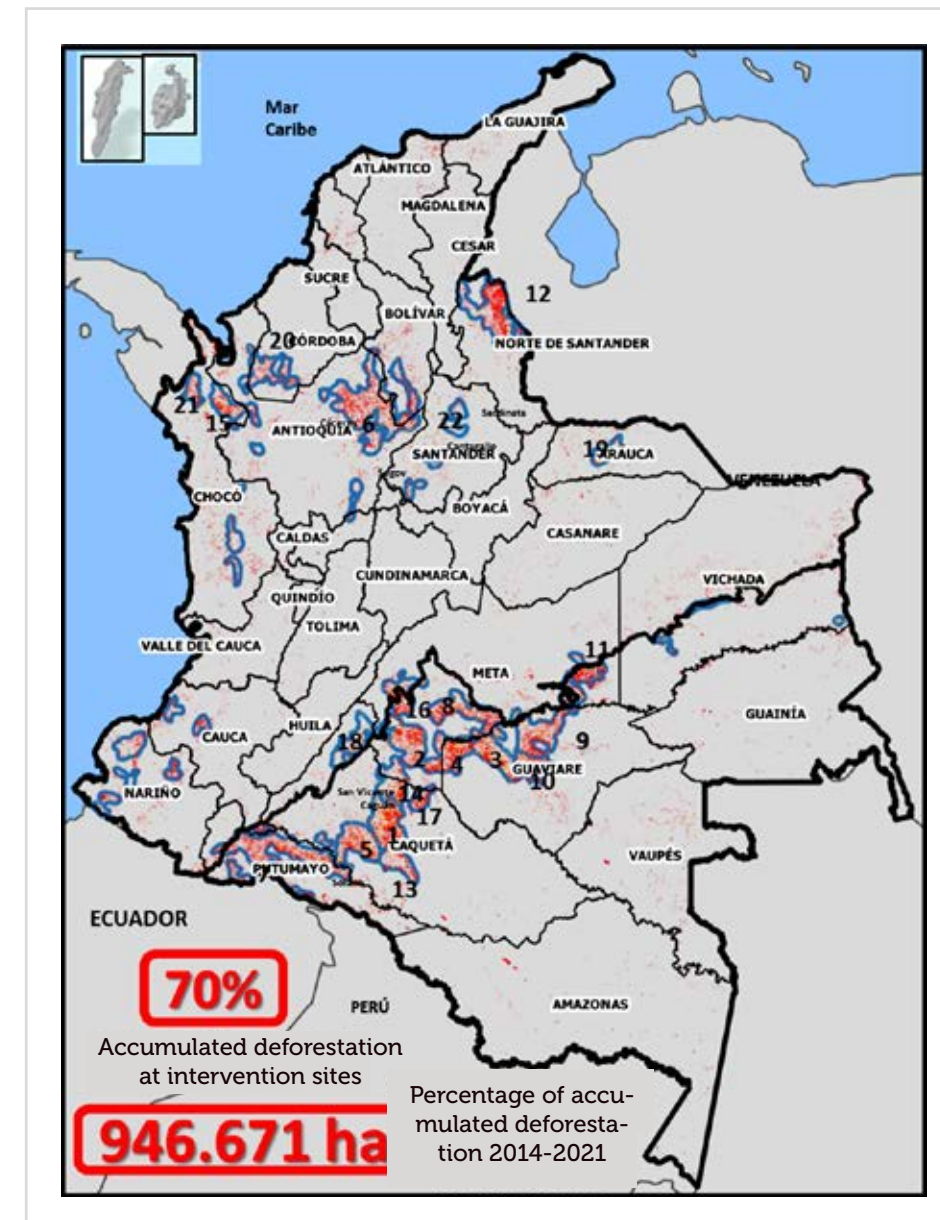 Mar
Caribe
LA GUAJIRA
ATLÁNTICO
MAGDALENA
CESAR
SUCRE
12
BOLÍVAR
20
CÓRDOBA
NORTE DE SANTANDER
21
15
ANTIOQUIA
6
22
SANTANDER
19
ARAUCA
VENEZUELA
CHOCÓ
BOYACÁ
CALDAS
CASANARE
CUNDINAMARCA
VICHADA
QUINDÍO
TOLIMA
VALLE DEL CAUCA
11
META
16
8
GUAINÍA
HUILA
CAUCA
18
9
2
4
3
GUAVIARE
10
NARIÑO
San Vicente
14
17
1
CAQUETÁ
5
VAUPÉS
PUTUMAYO
13
ECUADOR
70%
PERÚ
AMAZONAS
Accumulated deforestation
at intervention sites
946.671 ha
Percentage of accu-
mulated deforesta-
tion 2014-2021